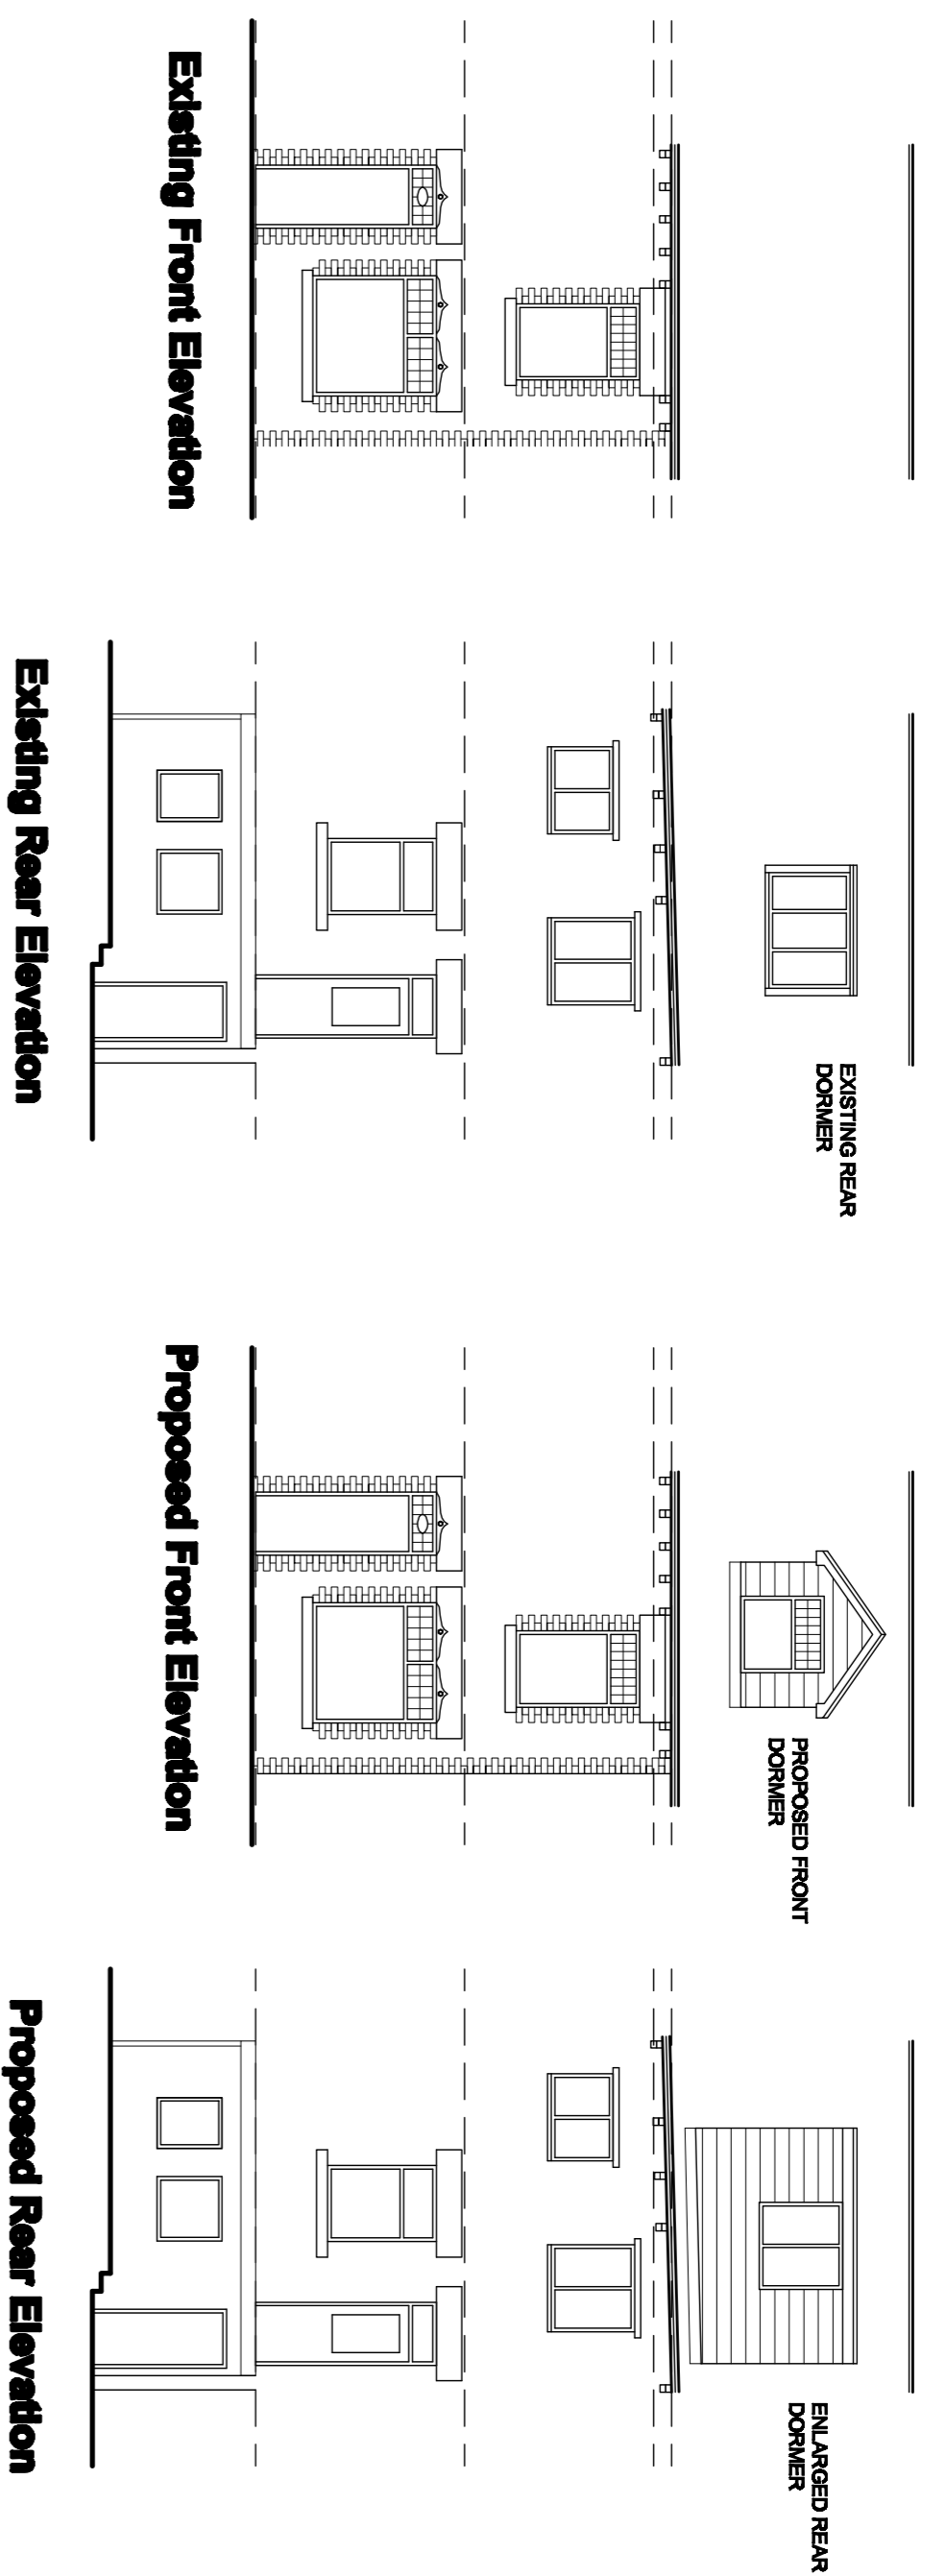 EXISTING REAR
DORMER
PROPOSED FRONT
DORMER
ENLARGED REAR
DORMER
Existing Front Elevation
Existing Rear Elevation
Proposed Front Elevation
Proposed Rear Elevation